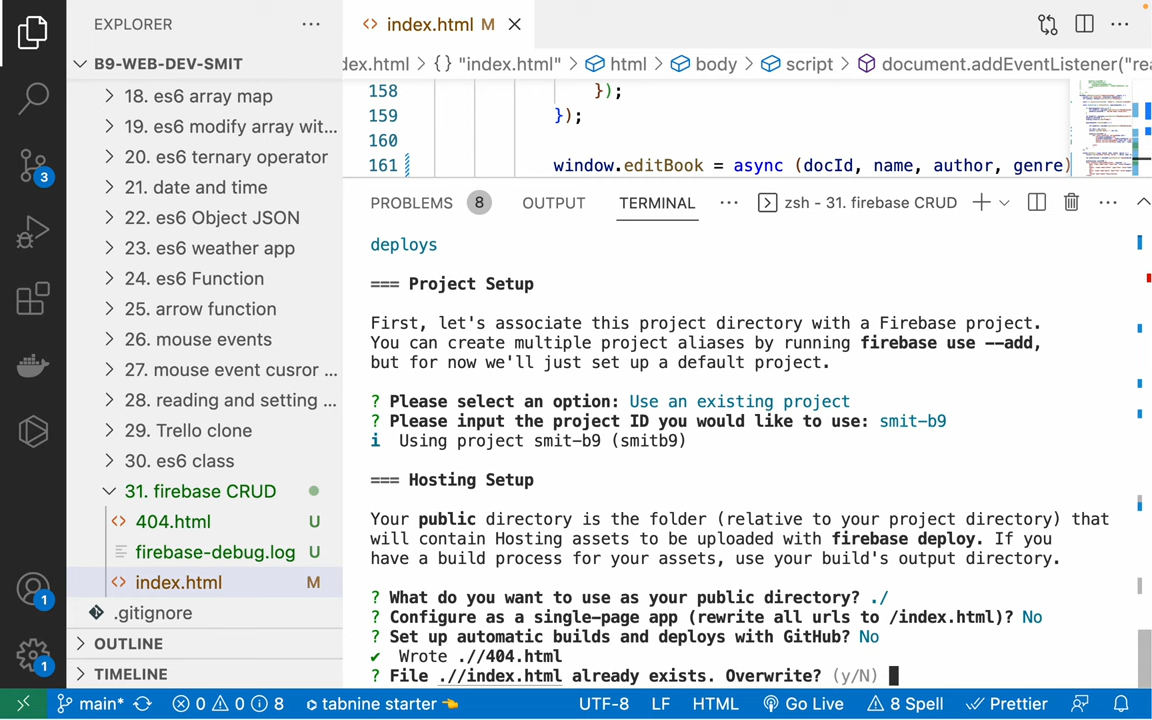 EXPLORER
B9-WEB-DEV-SMIT
18. es6 array map
19. es6 modify array wit...
20. es6 ternary operator
21. date and time
22. es6 Object JSON
23. es6 weather app
24. es6 Function
25. arrow function
26. mouse events
27. mouse event cusror ...
28. reading and setting ...
29. Trello clone
30. es6 class
31. firebase CRUD
404.html U
firebase-debug.log U
index.html M
.gitignore
OUTLINE
TIMELINE
3
1
1
index.html M
dex.html > {} "index.html" > html > body > script > document.addEventListener("rea
158 });
159 });
160
161 window.editBook = async (docId, name, author, genre)
PROBLEMS 8 OUTPUT TERMINAL ... zsh - 31. firebase CRUD
deploys
=== Project Setup
First, let's associate this project directory with a Firebase project.
You can create multiple project aliases by running firebase use --add,
but for now we'll just set up a default project.
? Please select an option: Use an existing project
? Please input the project ID you would like to use: smit-b9
i Using project smit-b9 (smitb9)
=== Hosting Setup
Your public directory is the folder (relative to your project directory) that
will contain Hosting assets to be uploaded with firebase deploy. If you
have a build process for your assets, use your build's output directory.
? What do you want to use as your public directory? ./
? Configure as a single-page app (rewrite all urls to /index.html)? No
? Set up automatic builds and deploys with GitHub? No
✔ Wrote .//404.html
? File .//index.html already exists. Overwrite? (y/N)
main* 0 0 8 tabnine starter UTF-8 LF HTML Go Live 8 Spell Prettier